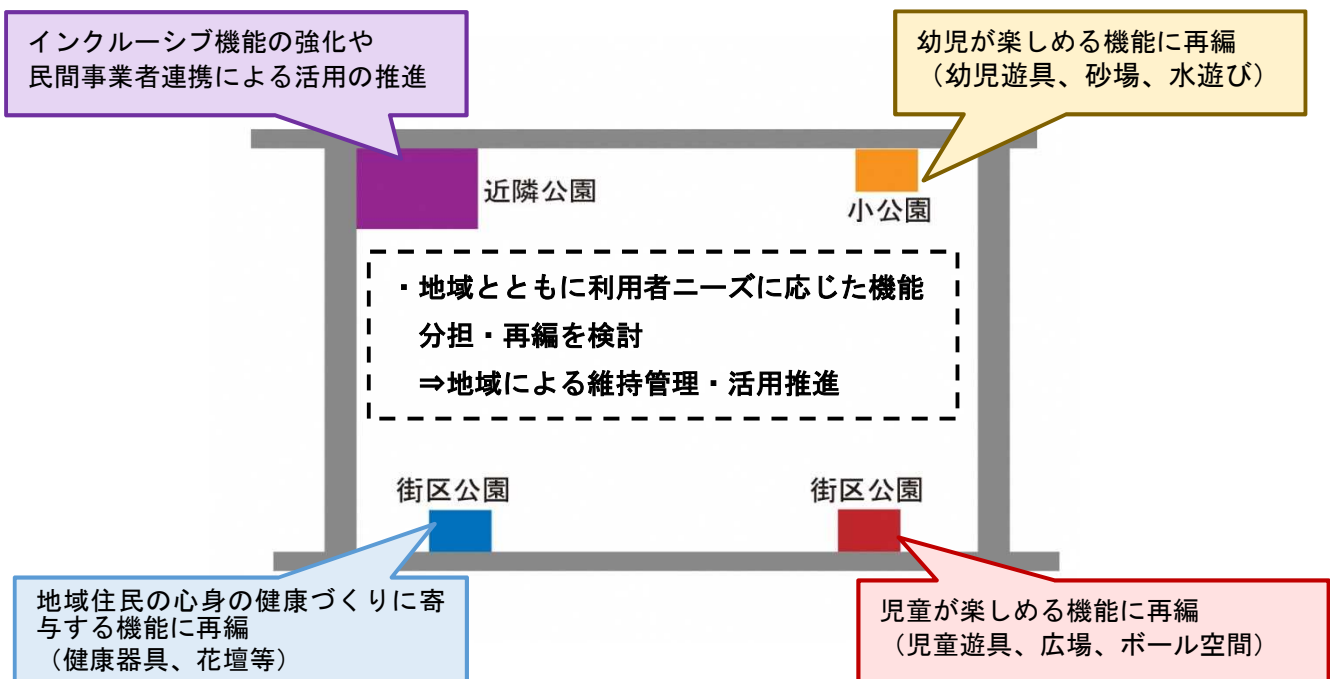 インクルーシブ機能の強化や
民間事業者連携による活用の推進
幼児が楽しめる機能に再編
（幼児遊具、砂場、水遊び）
近隣公園
小公園
・地域とともに利用者ニーズに応じた機能
分担・再編を検討
⇒地域による維持管理・活用推進
街区公園
街区公園
地域住民の心身の健康づくりに寄
与する機能に再編
（健康器具、花壇等）
児童が楽しめる機能に再編
（児童遊具、広場、ボール空間）